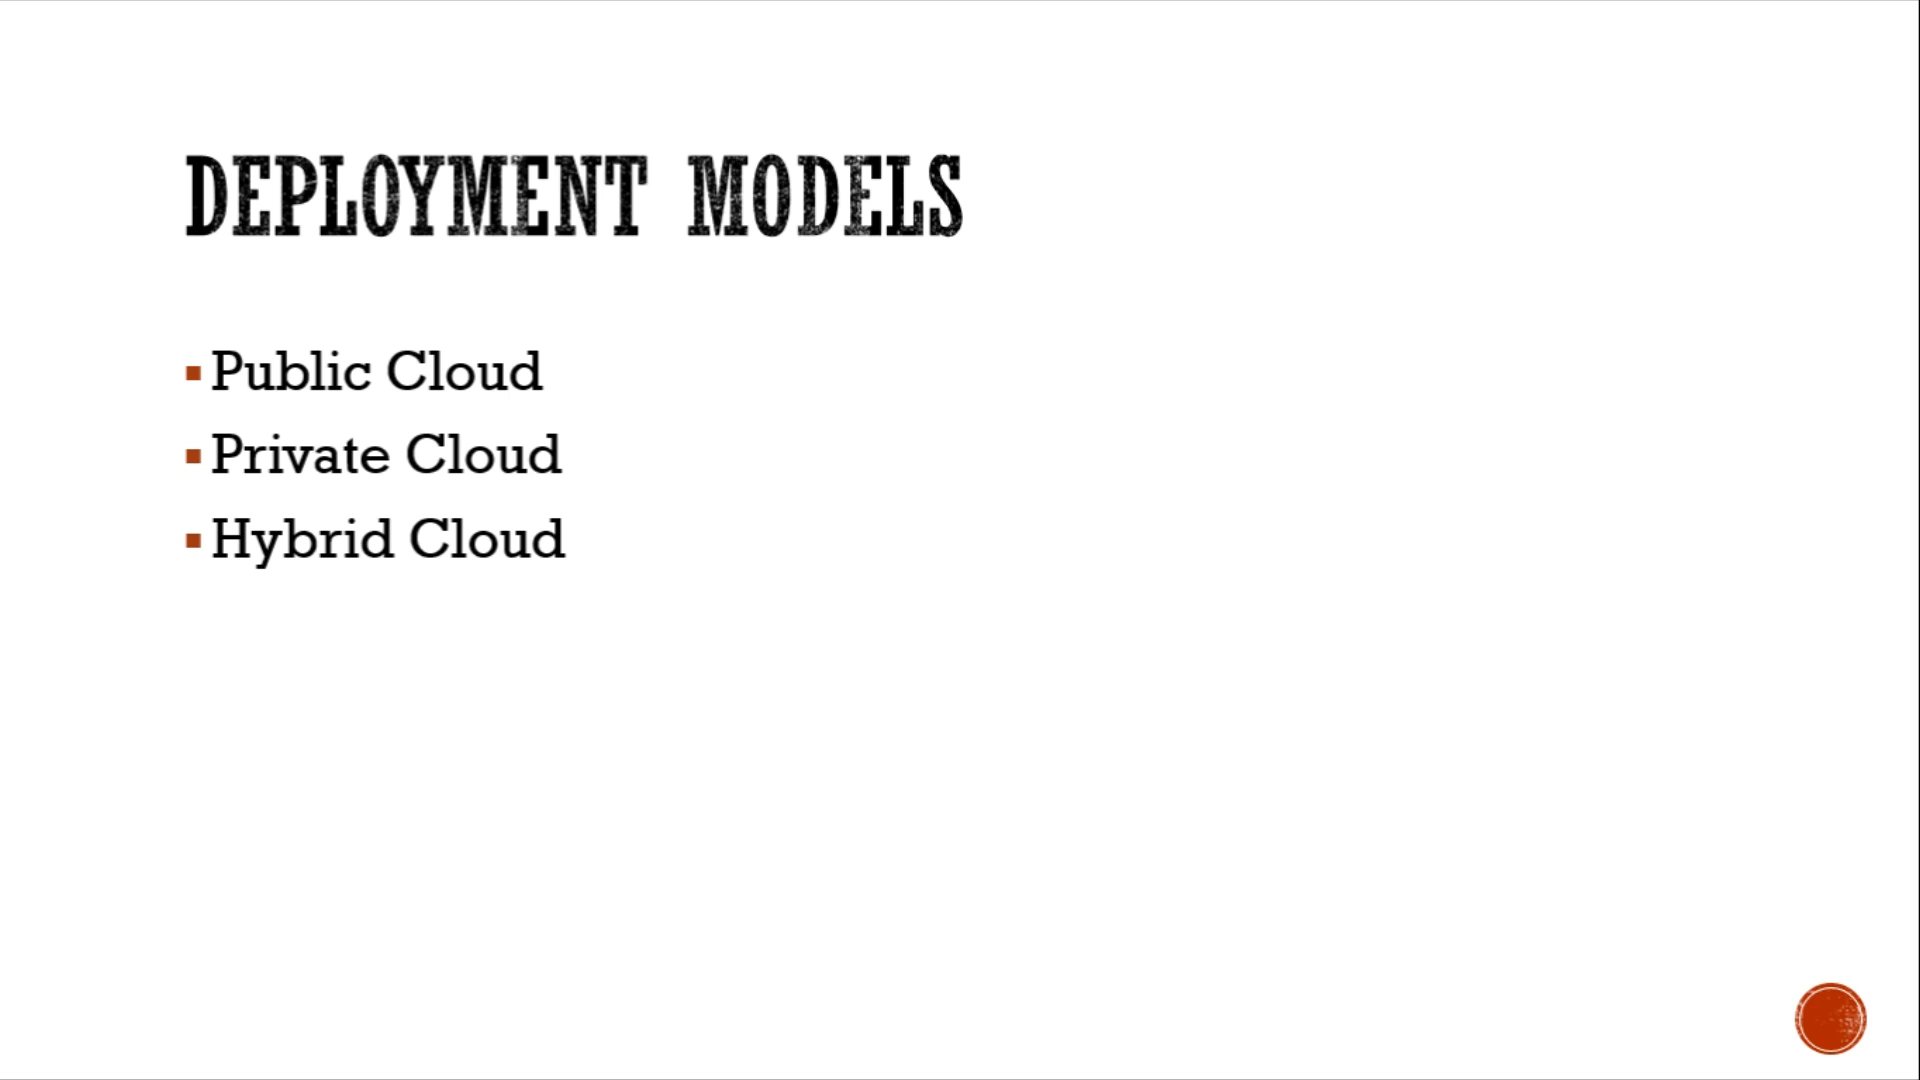 DEPLOYMENT MODELS
▪ Public Cloud
▪ Private Cloud
▪ Hybrid Cloud